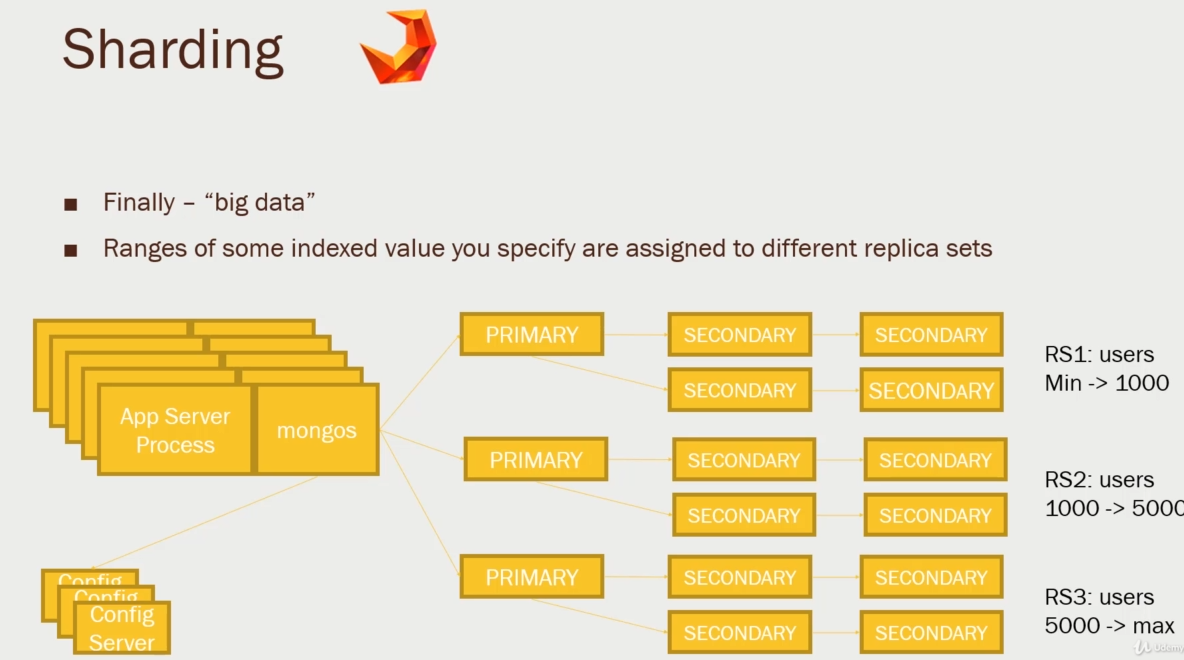 Sharding
■ Finally – “big data”
■ Ranges of some indexed value you specify are assigned to different replica sets
App Server
Process
mongos
Config
Config
Config
Server
PRIMARY
SECONDARY
SECONDARY
SECONDARY
SECONDARY
RS1: users
Min -> 1000
PRIMARY
SECONDARY
SECONDARY
SECONDARY
SECONDARY
RS2: users
1000 -> 5000
PRIMARY
SECONDARY
SECONDARY
SECONDARY
SECONDARY
RS3: users
5000 -> max
Udemy